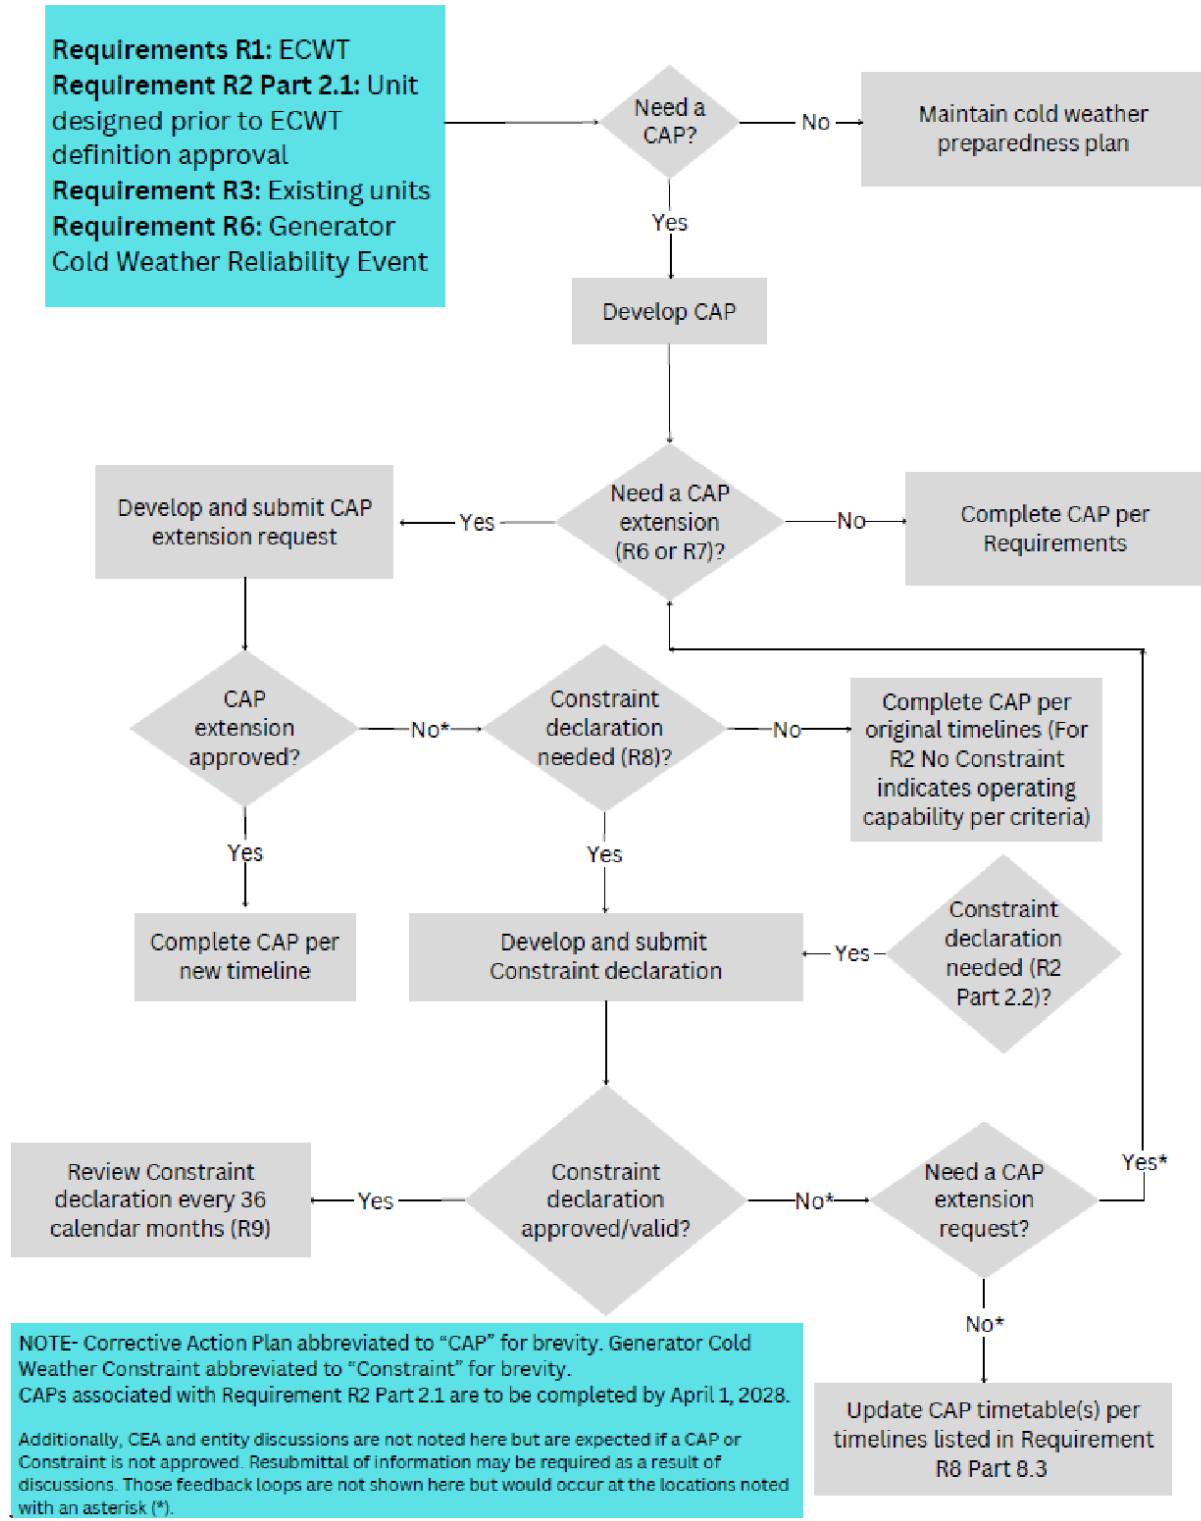 Requirements R1: ECWT
Requirement R2 Part 2.1: Unit
designed prior to ECWT
definition approval
Requirement R3: Existing units
Requirement R6: Generator
Cold Weather Reliability Event
Need a
CAP?
No
Maintain cold weather
preparedness plan
Yes
Develop CAP
Need a CAP
extension
(R6 or R7)?
Yes
Develop and submit CAP
extension request
No
Complete CAP per
Requirements
CAP
extension
approved?
No*
Constraint
declaration
needed (R8)?
No
Complete CAP per
original timelines (For
R2 No Constraint
indicates operating
capability per criteria)
Yes
Yes
Complete CAP per
new timeline
Develop and submit
Constraint declaration
Yes
Constraint
declaration
needed (R2
Part 2.2)?
Review Constraint
declaration every 36
calendar months (R9)
Yes
Constraint
declaration
approved/valid?
No*
Need a CAP
extension
request?
Yes*
No*
Update CAP timetable(s) per
timelines listed in Requirement
R8 Part 8.3
NOTE- Corrective Action Plan abbreviated to “CAP” for brevity. Generator Cold
Weather Constraint abbreviated to “Constraint” for brevity.
CAPs associated with Requirement R2 Part 2.1 are to be completed by April 1, 2028.
Additionally, CEA and entity discussions are not noted here but are expected if a CAP or
Constraint is not approved. Resubmittal of information may be required as a result of
discussions. Those feedback loops are not shown here but would occur at the locations noted
with an asterisk (*).